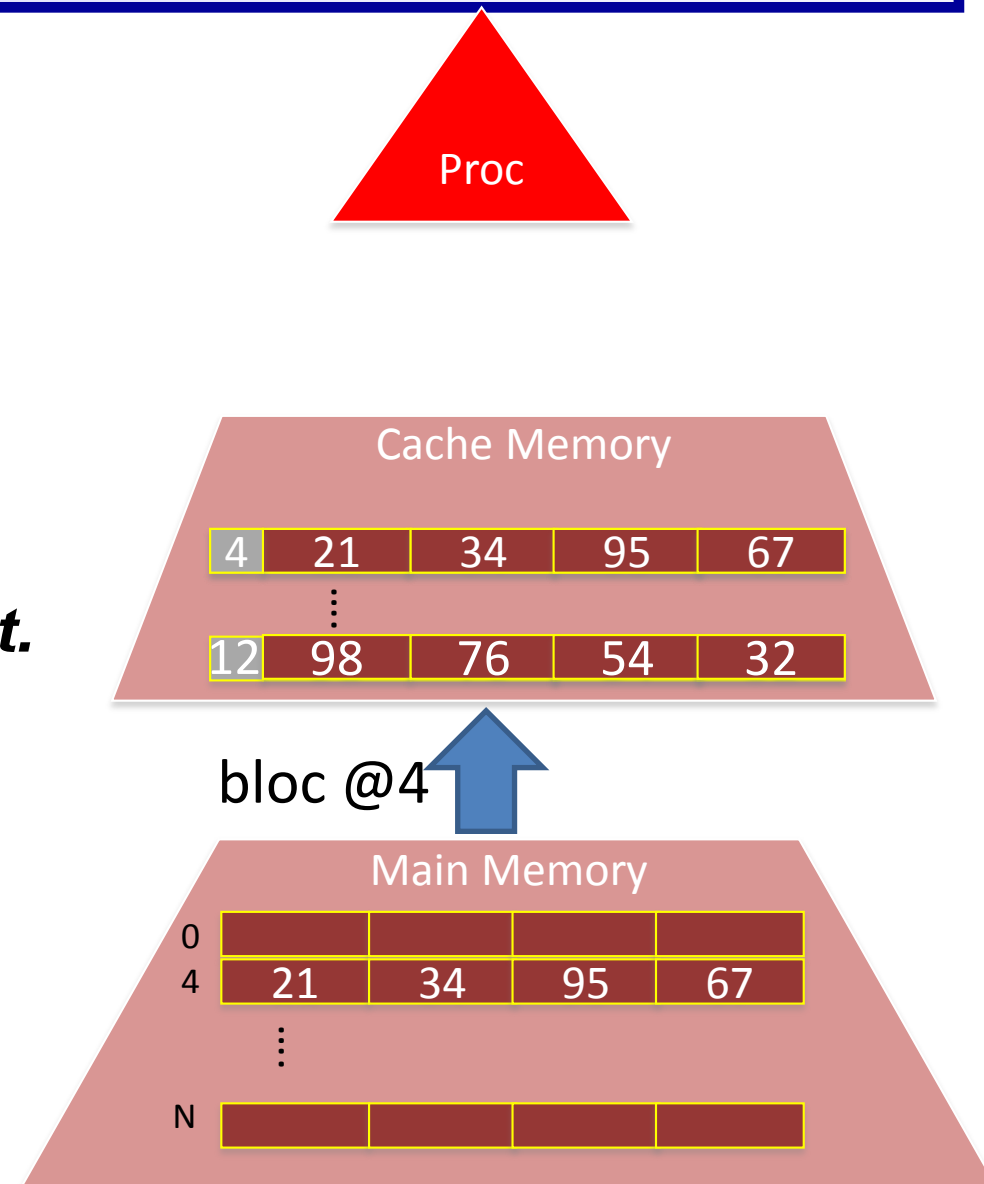 Proc
Cache Memory
4 21 34 95 67
t.
12 98 76 54 32
bloc @4
Main Memory
0
4 21 34 95 67
N